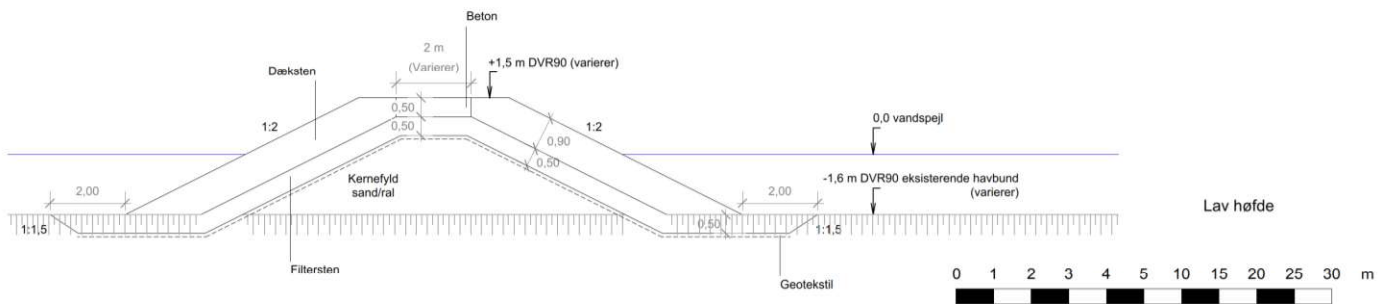 Beton
2 m
(Varierer)
+1,5 m DVR90 (varierer)
Dæksten
0,50
0,50
1:2
1:2
0,90
0,50
0,0 vandspejl
Kernefyld
sand/ral
2,00
2,00
-1,6 m DVR90 eksisterende havbund
(varierer)
Lav høfde
1:1,5
0,50
1:1,5
Filtersten
Geotekstil
0 1 2 3 4 5 10 15 20 25 30 m